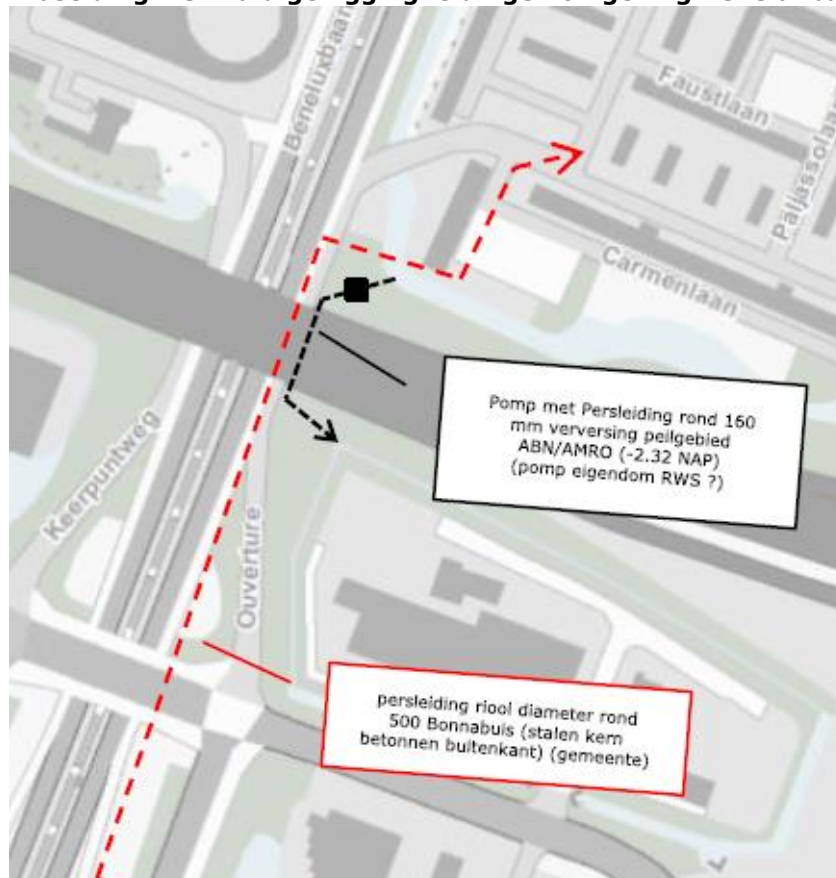 Beneluxbaan
Faustlaan
Paljassolaan
Carmenlaan
Pomp met Persleiding rond 160
mm verversing peilgebied
ABN/AMRO (-2.32 NAP)
(pomp eigendom RWS ?)
Keerpuntweg
Ouverture
persleiding riool diameter rond
500 Bonnabuis (stalen kern
betonnen buitenkant) (gemeente)